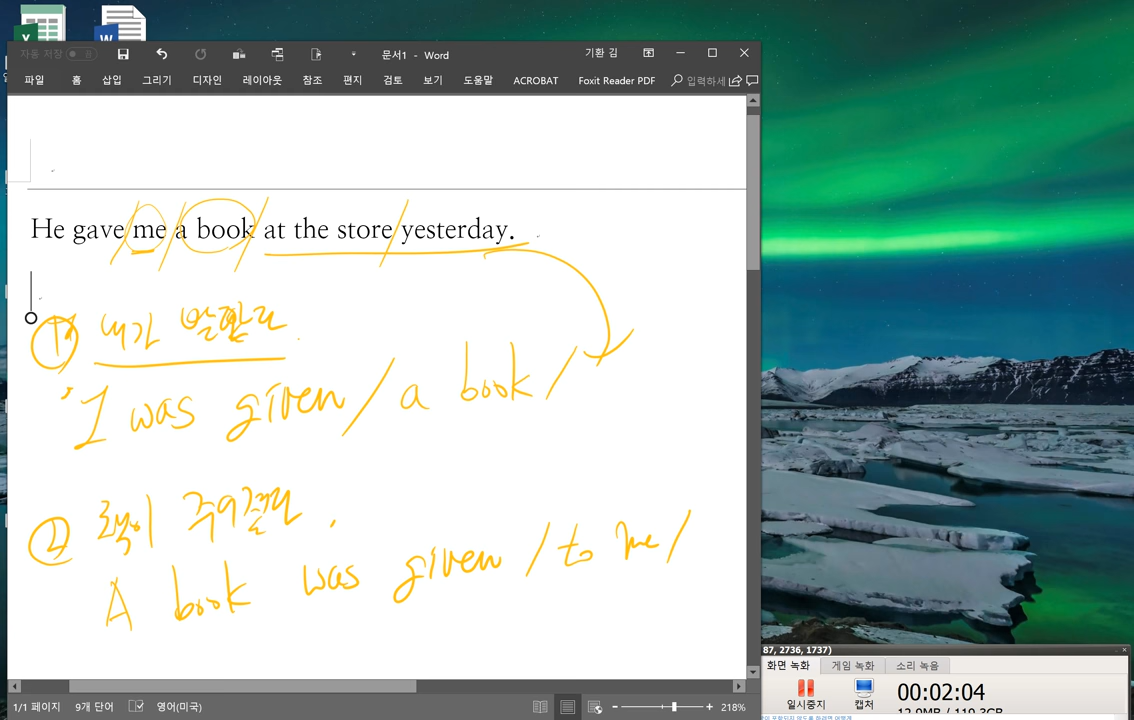 자동 저장
문서1 - Word
기환 김
파일 홈 삽입 그리기 디자인 레이아웃 참조 편지 검토 보기 도움말 ACROBAT Foxit Reader PDF 입력하세
He gave me a book at the store yesterday.
① 내가 받았다.
I was given / a book /
② 책이 주어졌다.
A book was given / to me /
87, 2736, 1737)
화면 녹화 게임 녹화 소리 녹음
일시중지 캡처 00:02:04
1/1 페이지 9개 단어 영어(미국) 218%